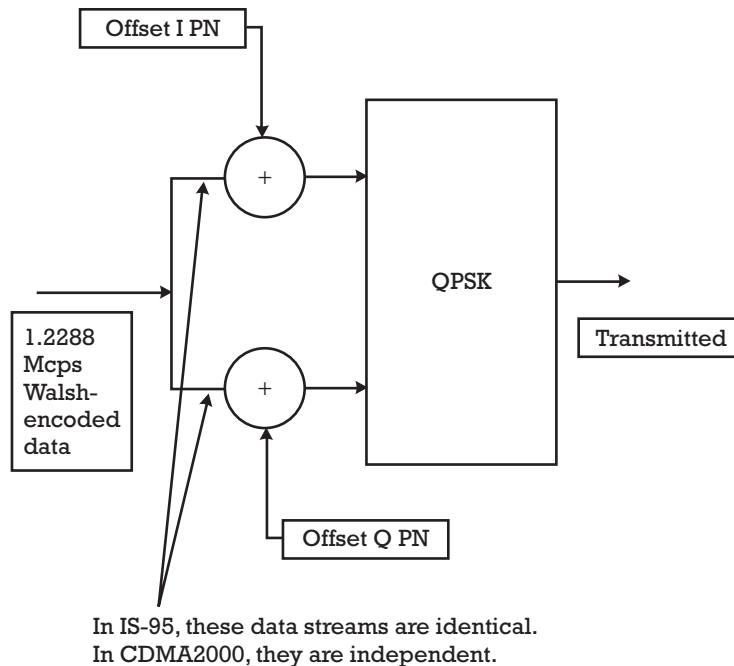 Offset I PN
+
QPSK
1.2288
Mcps
Walsh-
encoded
data
Transmitted
+
Offset Q PN
In IS-95, these data streams are identical.
In CDMA2000, they are independent.